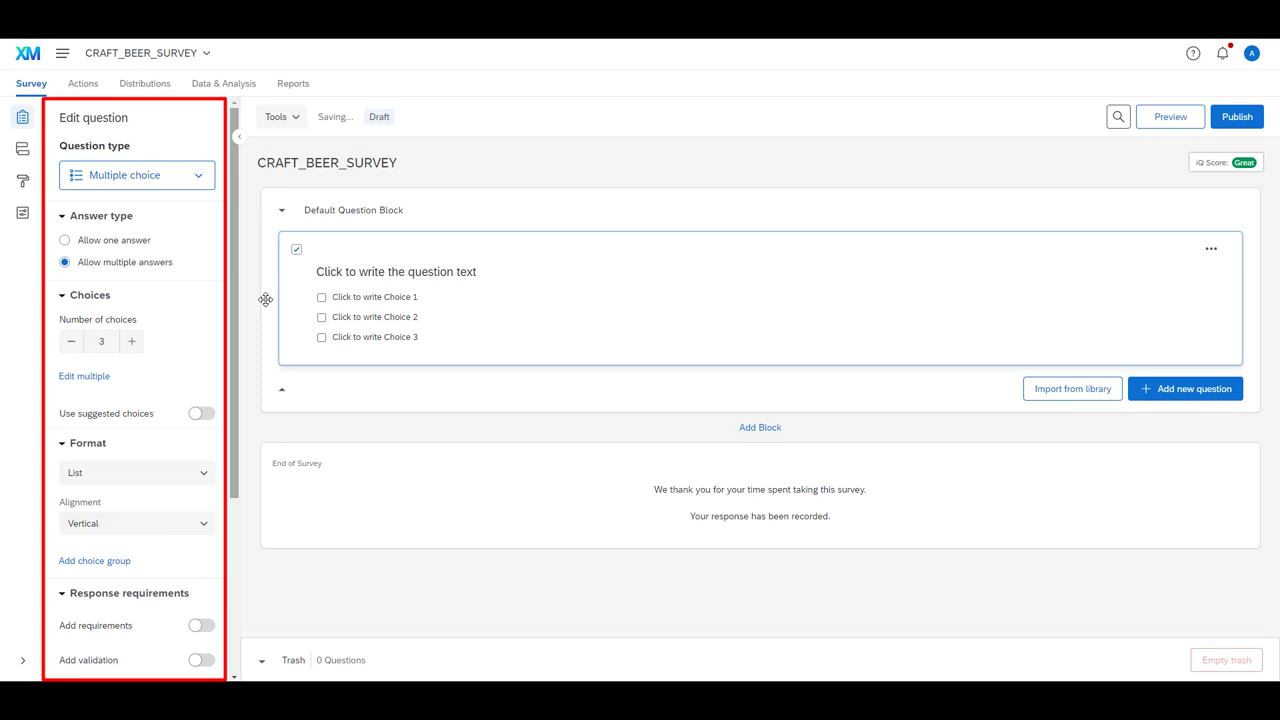 XM
CRAFT_BEER_SURVEY
A
Survey
Actions
Distributions
Data & Analysis
Reports
Edit question
Question type
Multiple choice
Answer type
Allow one answer
Allow multiple answers
Choices
Number of choices
3
Edit multiple
Use suggested choices
Format
List
Alignment
Vertical
Add choice group
Response requirements
Add requirements
Add validation
Tools
Saving...
Draft
Preview
Publish
CRAFT_BEER_SURVEY
iQ Score: Great
Default Question Block
Click to write the question text
Click to write Choice 1
Click to write Choice 2
Click to write Choice 3
Import from library
Add new question
Add Block
End of Survey
We thank you for your time spent taking this survey.
Your response has been recorded.
Trash
0 Questions
Empty trash